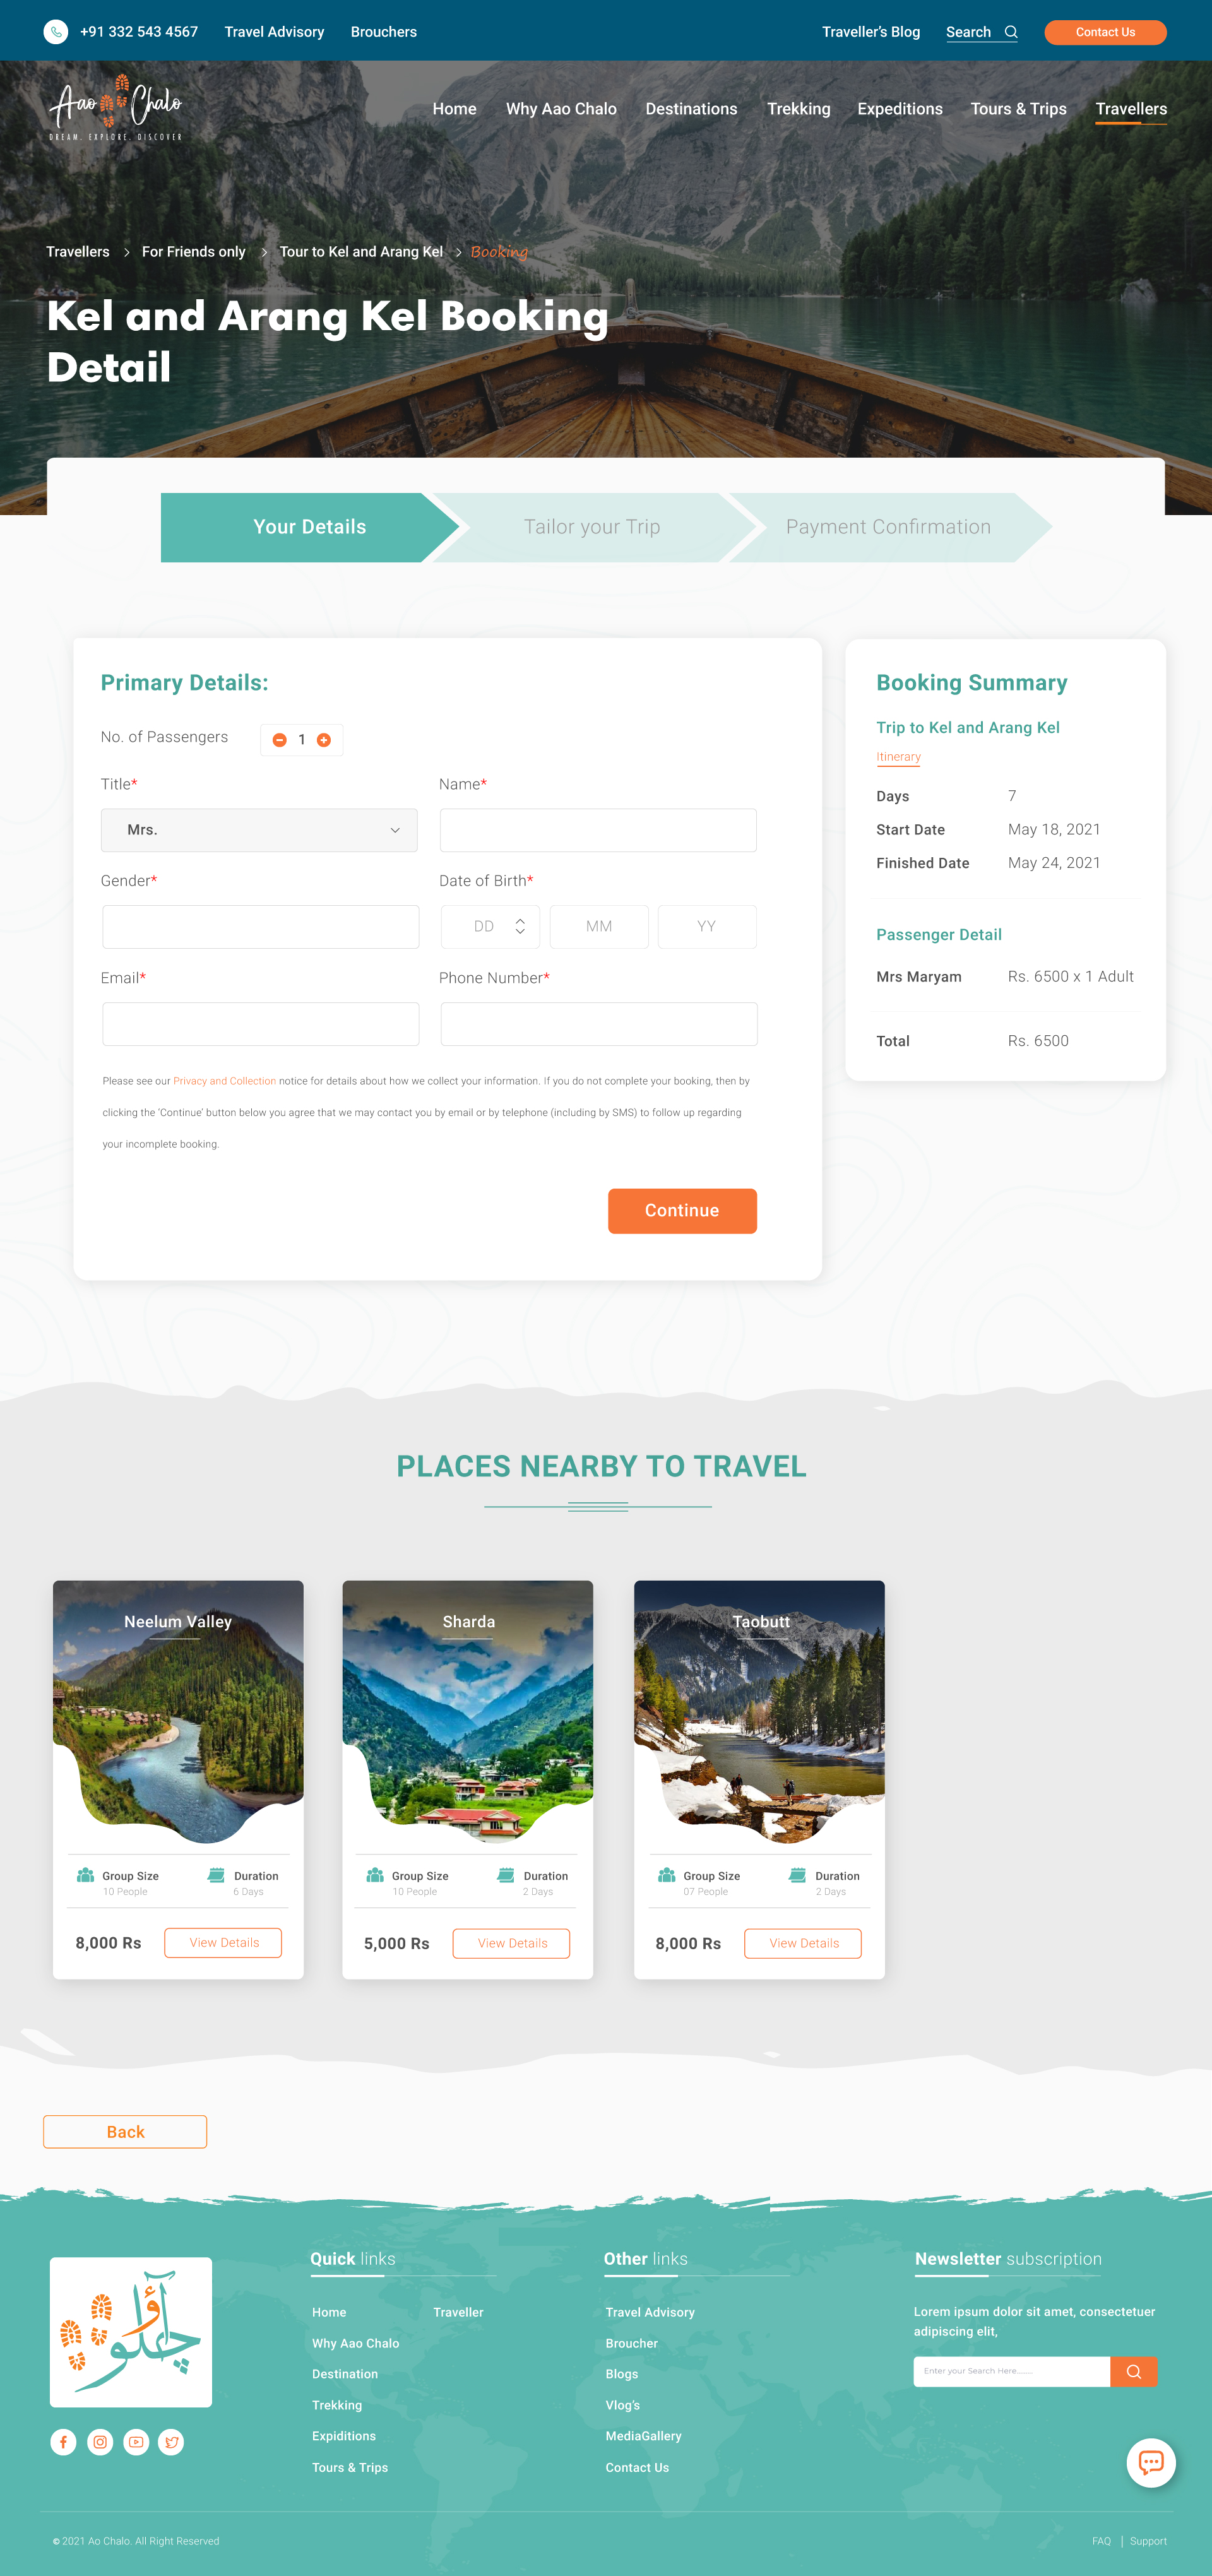 +91 332 543 4567 Travel Advisory Brouchers Traveller's Blog Search Contact Us
Aao Chalo
DREAM. EXPLORE. DISCOVER
Home Why Aao Chalo Destinations Trekking Expeditions Tours & Trips Travellers
Travellers > For Friends only > Tour to Kel and Arang Kel > Booking
Kel and Arang Kel Booking
Detail
Your Details Tailor your Trip Payment Confirmation
Primary Details:
No. of Passengers 1
Title* Name*
Mrs.
Gender* Date of Birth*
DD MM YY
Email* Phone Number*
Please see our Privacy and Collection notice for details about how we collect your information. If you do not complete your booking, then by
clicking the 'Continue' button below you agree that we may contact you by email or by telephone (including by SMS) to follow up regarding
your incomplete booking.
Continue
Booking Summary
Trip to Kel and Arang Kel
Itinerary
Days 7
Start Date May 18, 2021
Finished Date May 24, 2021
Passenger Detail
Mrs Maryam Rs. 6500 x 1 Adult
Total Rs. 6500
PLACES NEARBY TO TRAVEL
Neelum Valley
Group Size Duration
10 People 6 Days
8,000 Rs View Details
Sharda
Group Size Duration
10 People 2 Days
5,000 Rs View Details
Taobutt
Group Size Duration
07 People 2 Days
8,000 Rs View Details
Back
آؤ
چلو
Quick links
Home Traveller
Why Aao Chalo
Destination
Trekking
Expiditions
Tours & Trips
Other links
Travel Advisory
Broucher
Blogs
Vlog's
MediaGallery
Contact Us
Newsletter subscription
Lorem ipsum dolor sit amet, consectetuer
adipiscing elit,
Enter your Search Here.........
© 2021 Ao Chalo. All Right Reserved FAQ | Support